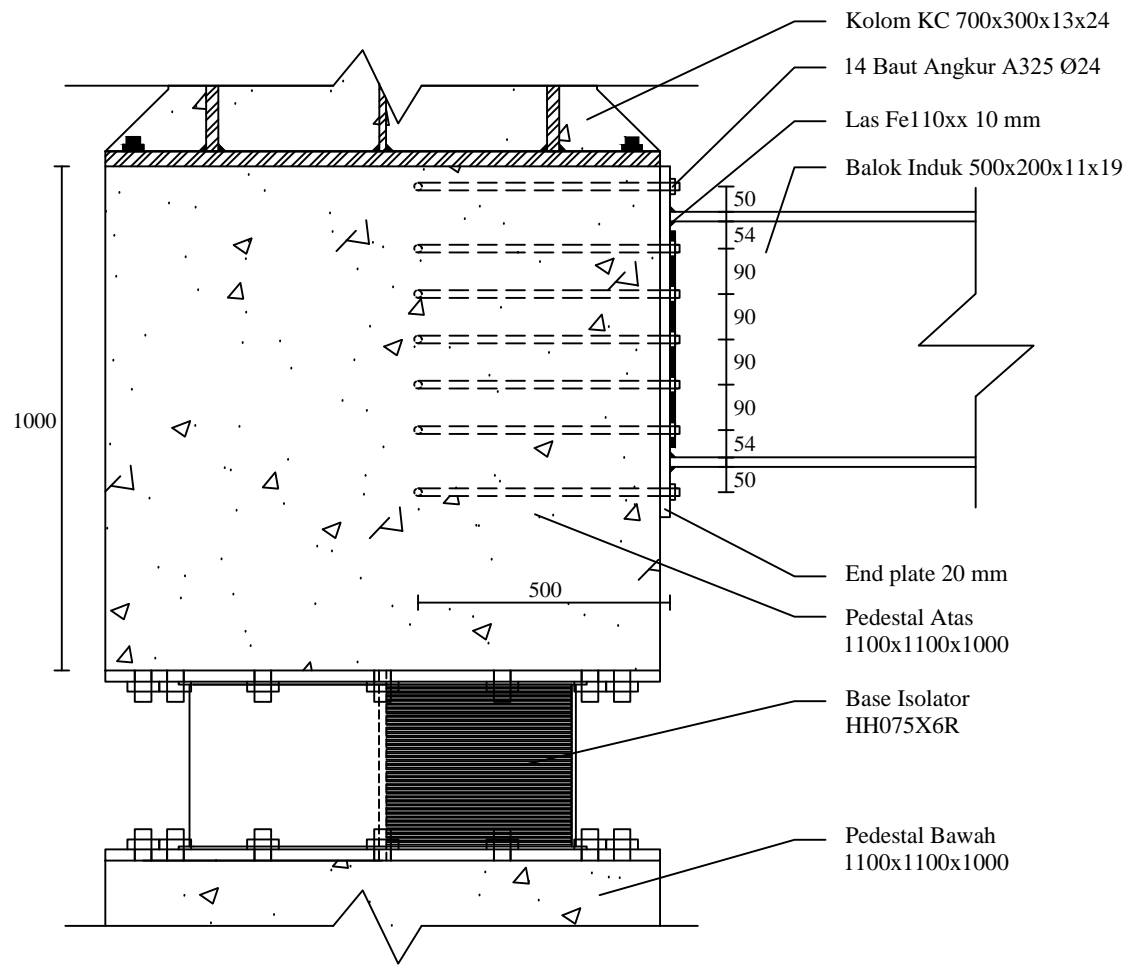 Kolom KC 700x300x13x24
14 Baut Angkur A325 Ø24
Las Fe110xx 10 mm
Balok Induk 500x200x11x19
50
54
90
90
90
90
54
50
1000
500
End plate 20 mm
Pedestal Atas
1100x1100x1000
Base Isolator
HH075X6R
Pedestal Bawah
1100x1100x1000